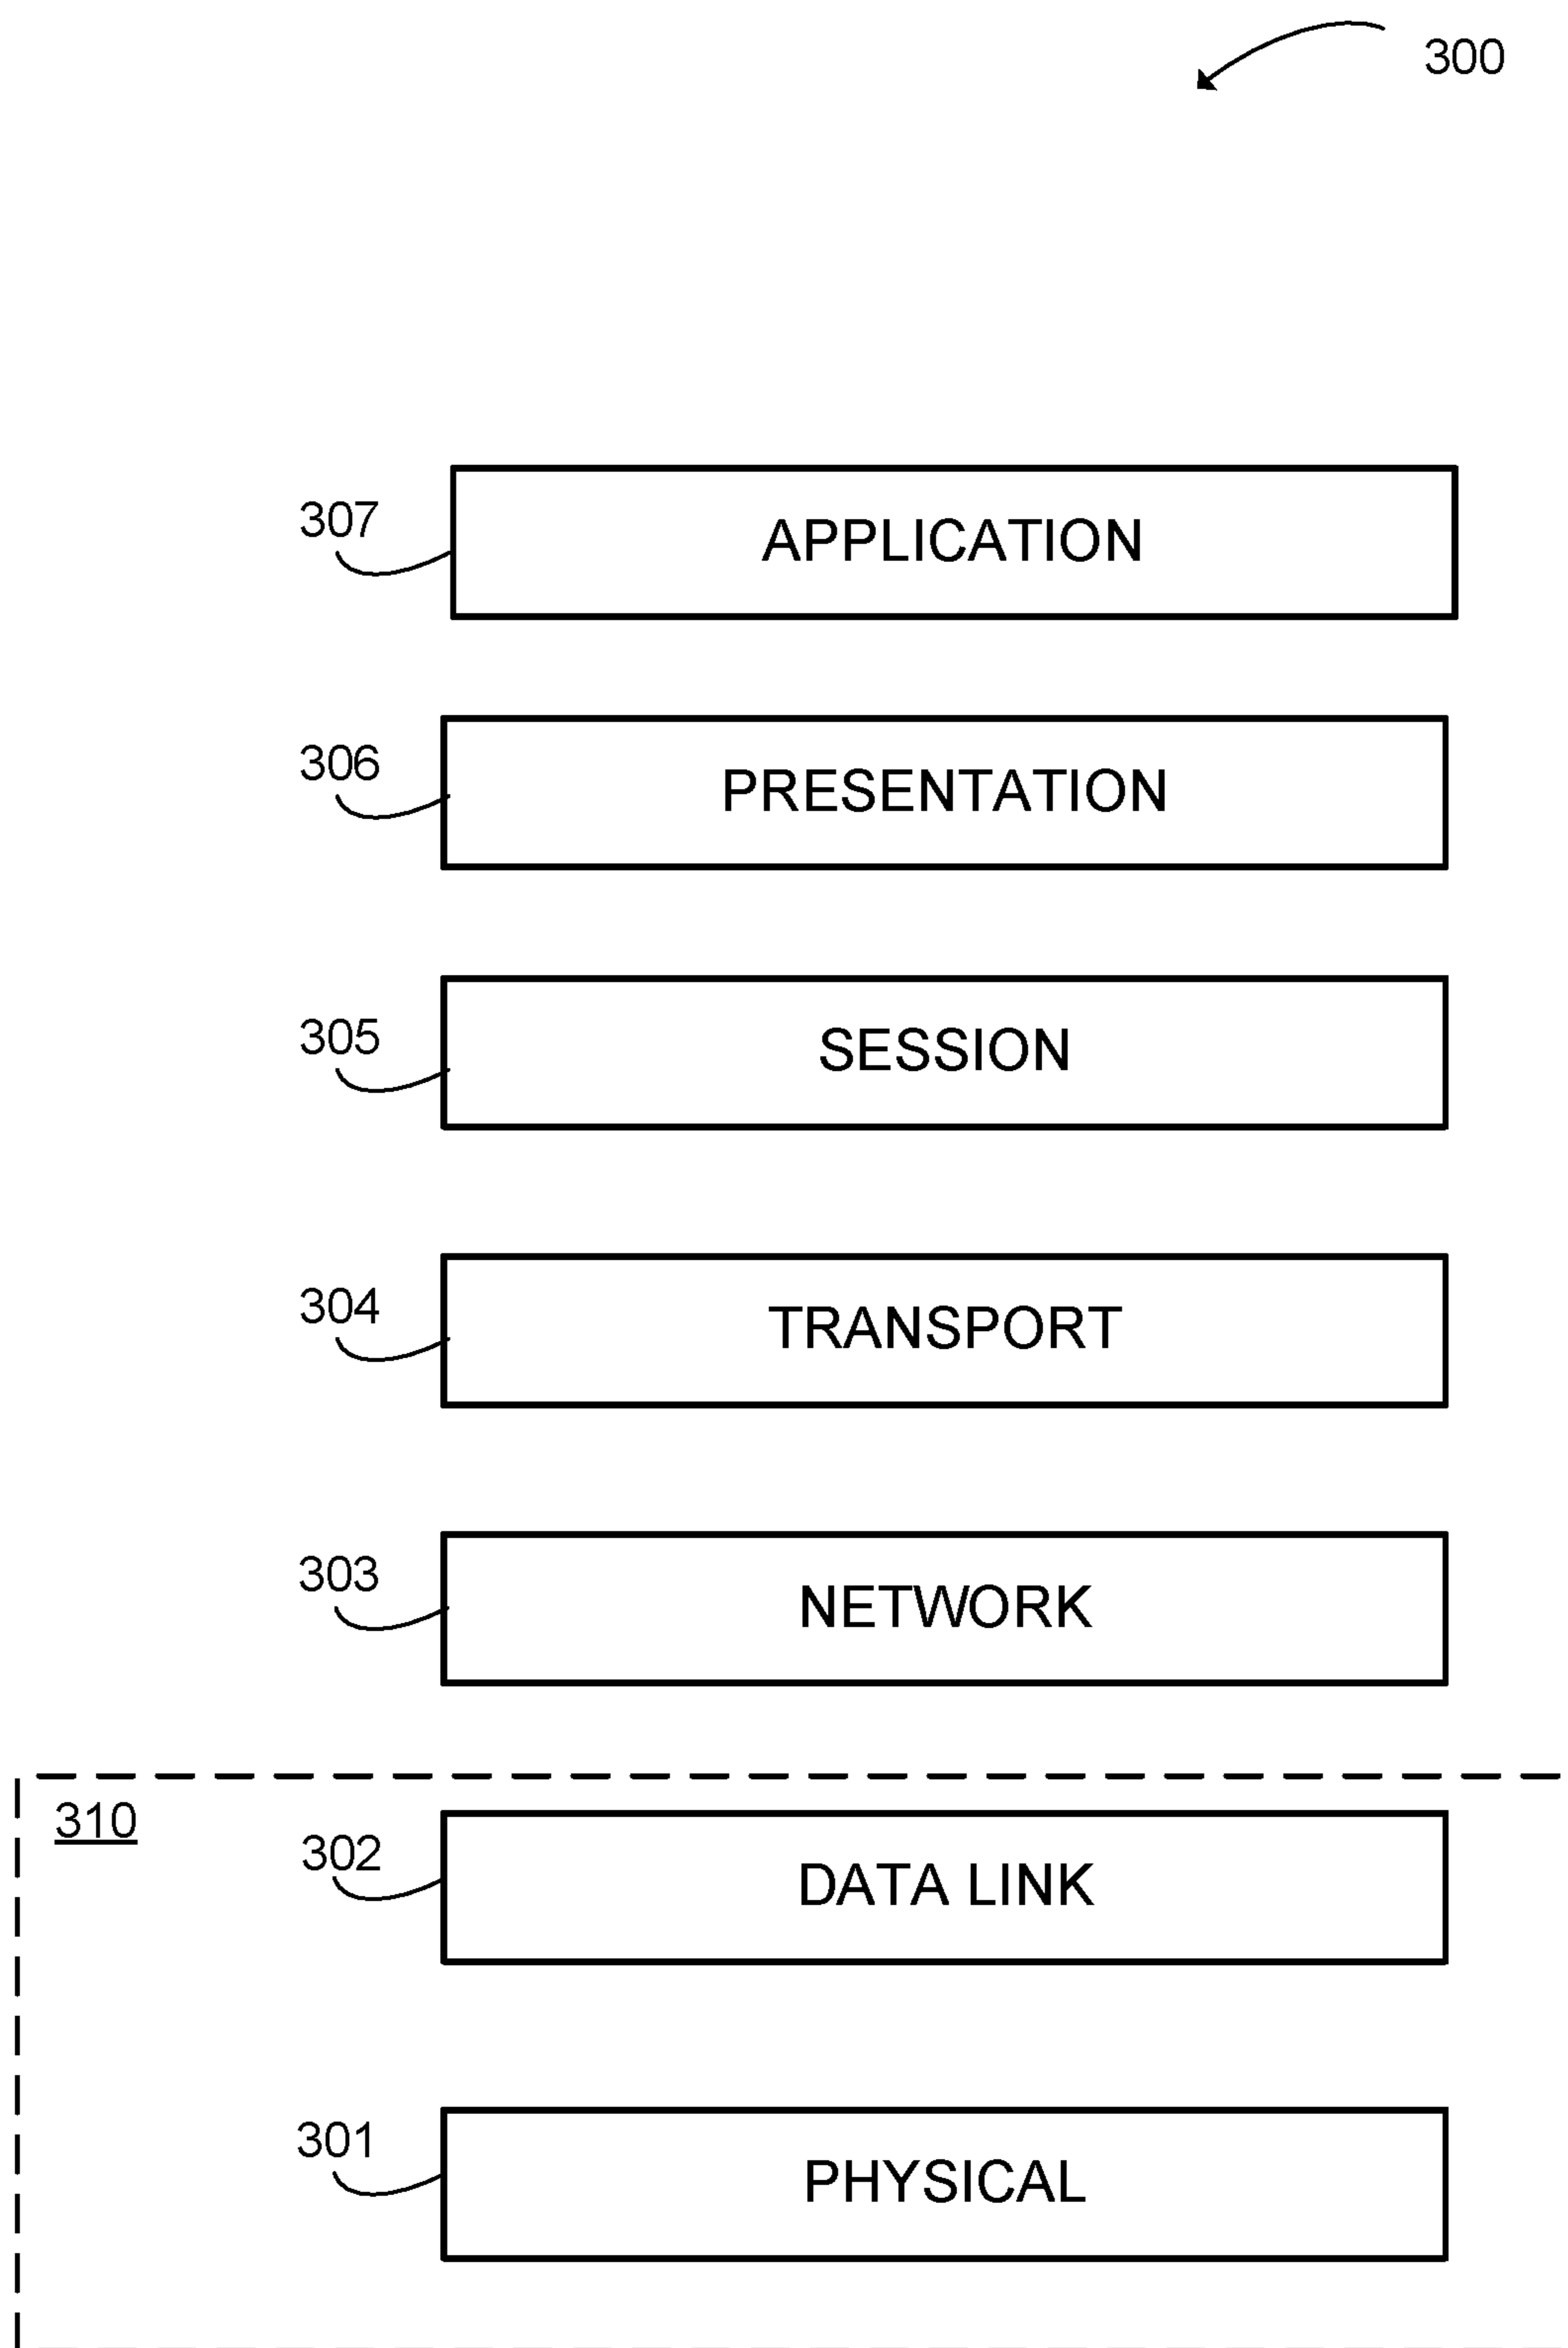 300
307
APPLICATION
306
PRESENTATION
305
SESSION
304
TRANSPORT
303
NETWORK
310
302
DATA LINK
301
PHYSICAL